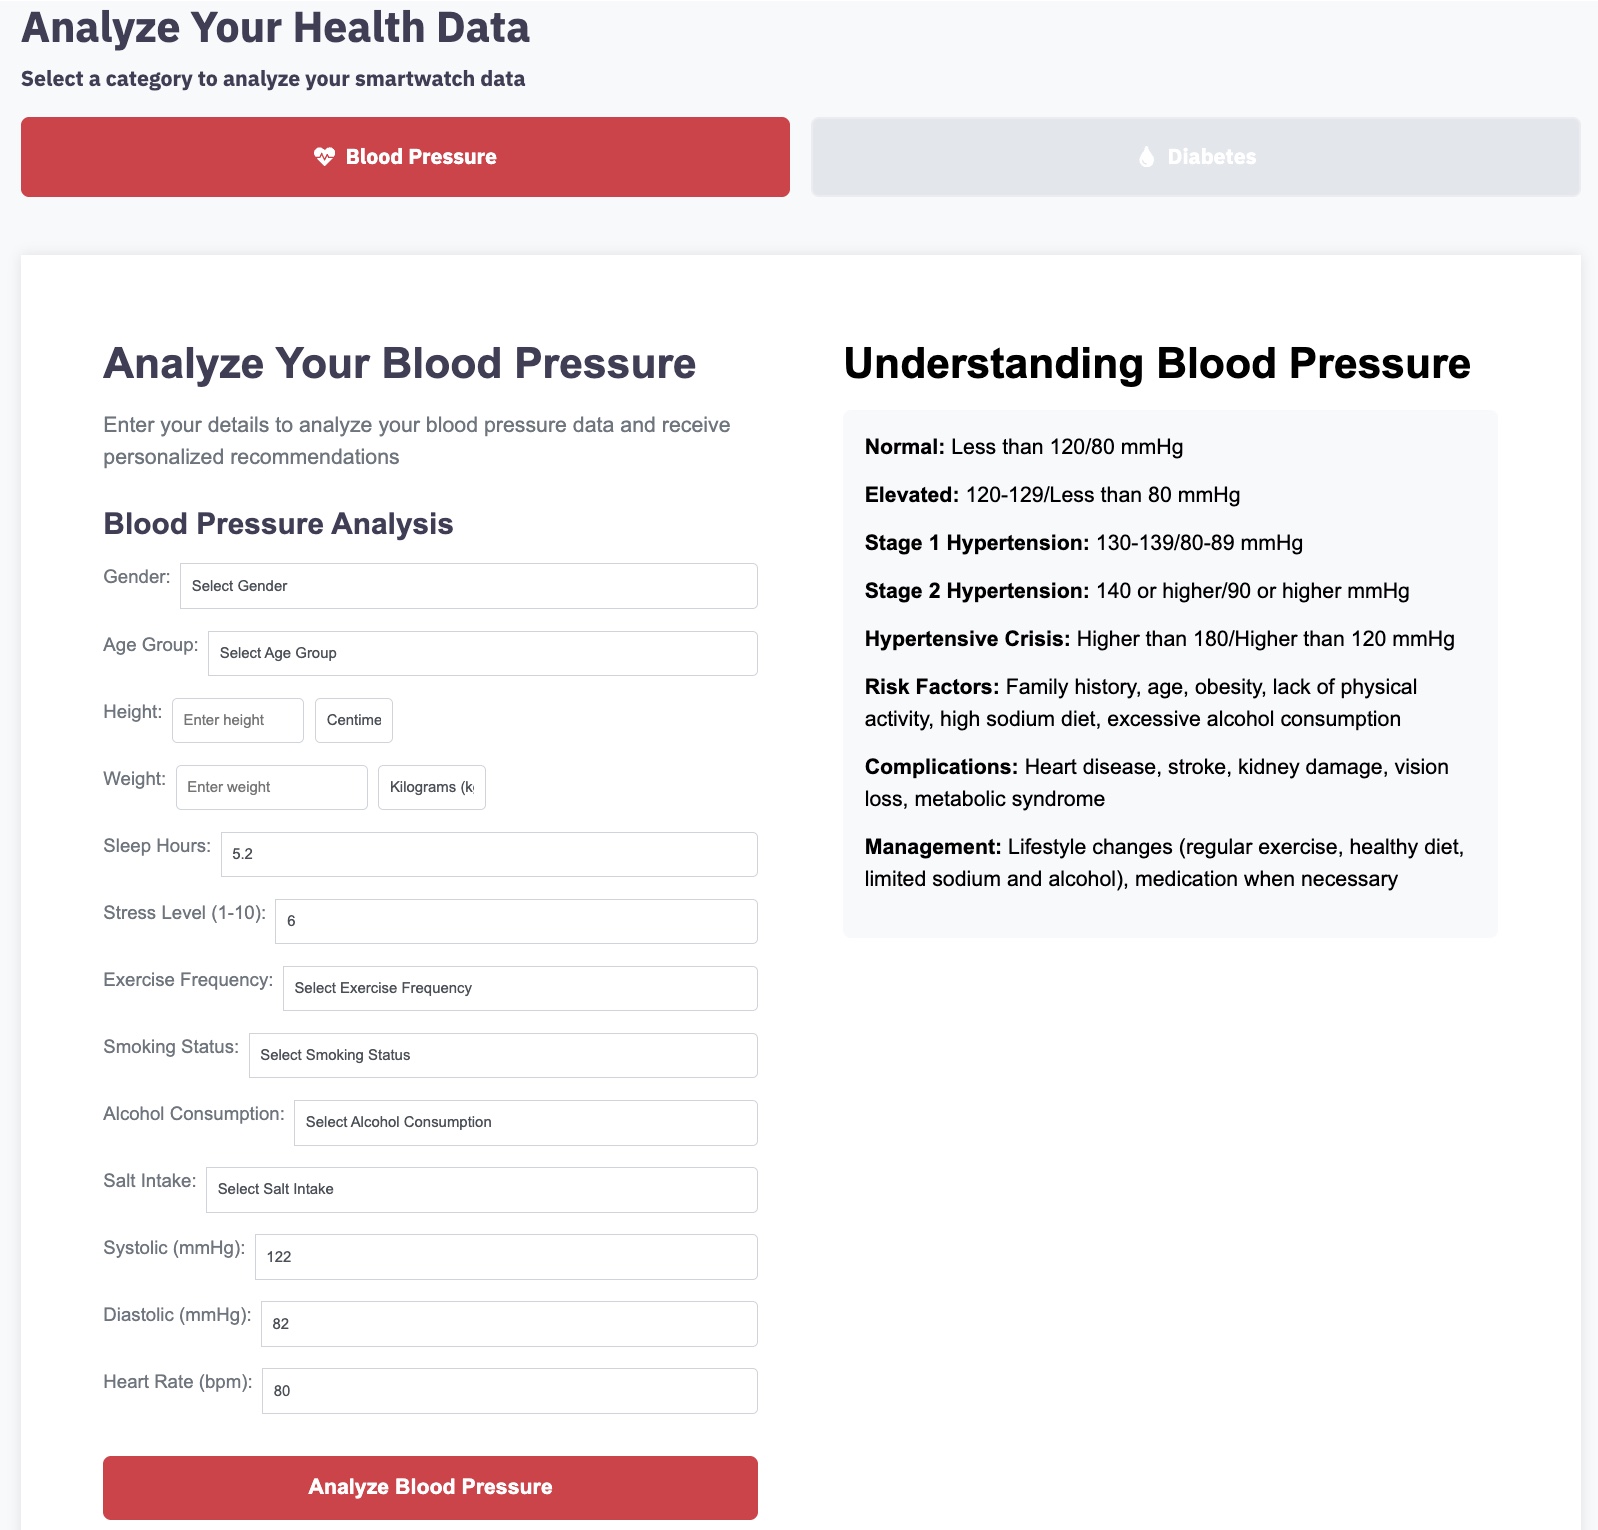 Analyze Your Health Data
Select a category to analyze your smartwatch data
Blood Pressure
Diabetes
Analyze Your Blood Pressure
Enter your details to analyze your blood pressure data and receive
personalized recommendations
Blood Pressure Analysis
Gender: Select Gender
Age Group: Select Age Group
Height: Enter height Centime
Weight: Enter weight Kilograms (k
Sleep Hours: 5.2
Stress Level (1-10): 6
Exercise Frequency: Select Exercise Frequency
Smoking Status: Select Smoking Status
Alcohol Consumption: Select Alcohol Consumption
Salt Intake: Select Salt Intake
Systolic (mmHg): 122
Diastolic (mmHg): 82
Heart Rate (bpm): 80
Analyze Blood Pressure
Understanding Blood Pressure
Normal: Less than 120/80 mmHg
Elevated: 120-129/Less than 80 mmHg
Stage 1 Hypertension: 130-139/80-89 mmHg
Stage 2 Hypertension: 140 or higher/90 or higher mmHg
Hypertensive Crisis: Higher than 180/Higher than 120 mmHg
Risk Factors: Family history, age, obesity, lack of physical
activity, high sodium diet, excessive alcohol consumption
Complications: Heart disease, stroke, kidney damage, vision
loss, metabolic syndrome
Management: Lifestyle changes (regular exercise, healthy diet,
limited sodium and alcohol), medication when necessary